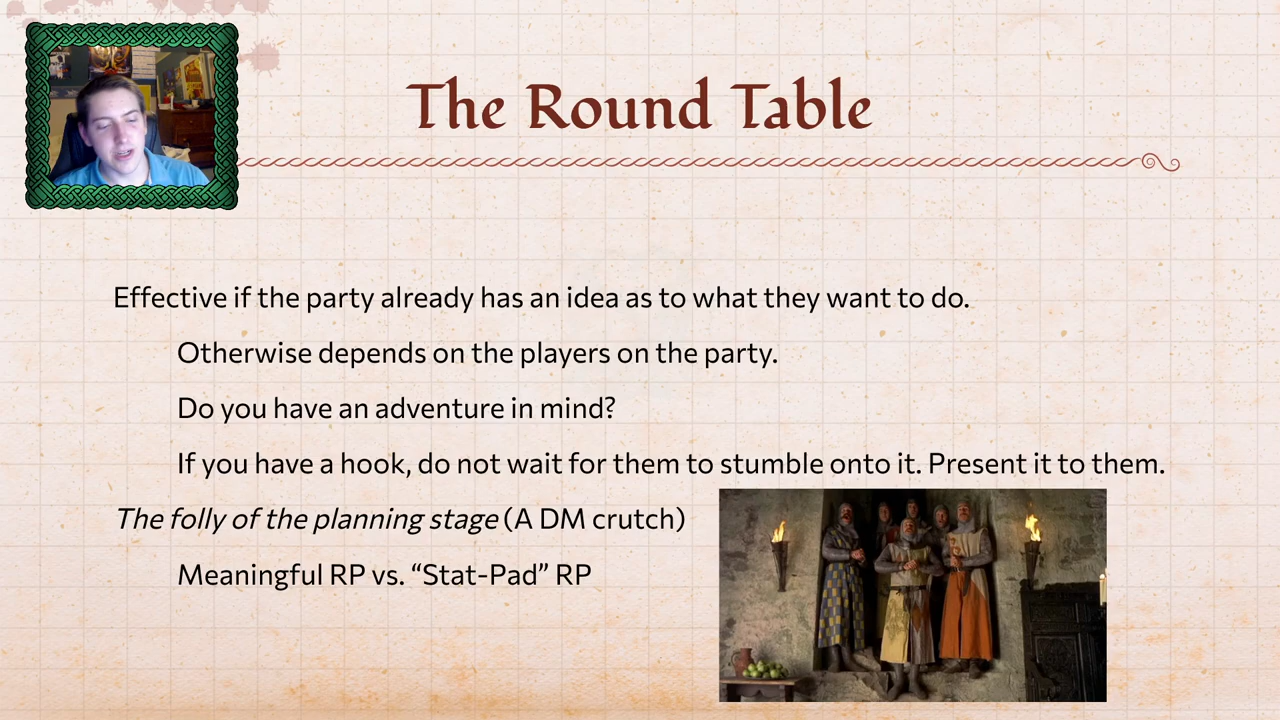 The Round Table
Effective if the party already has an idea as to what they want to do.
Otherwise depends on the players on the party.
Do you have an adventure in mind?
If you have a hook, do not wait for them to stumble onto it. Present it to them.
The folly of the planning stage (A DM crutch)
Meaningful RP vs. “Stat-Pad” RP